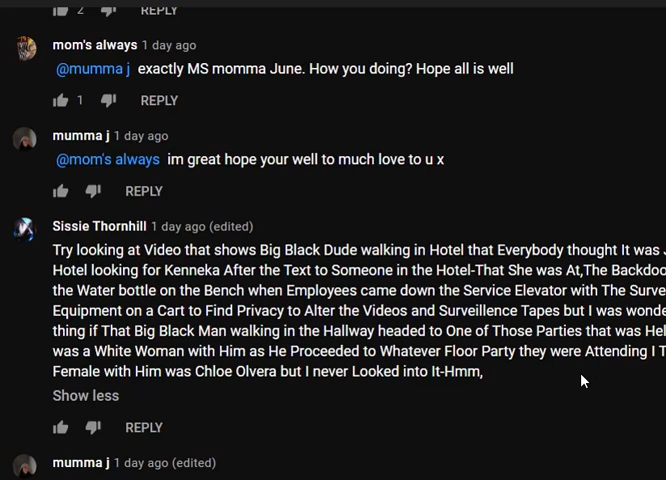 2 REPLY
mom's always 1 day ago
@mumma j exactly MS momma June. How you doing? Hope all is well
1 REPLY
mumma j 1 day ago
@mom's always im great hope your well to much love to u x
REPLY
Sissie Thornhill 1 day ago (edited)
Try looking at Video that shows Big Black Dude walking in Hotel that Everybody thought It was
Hotel looking for Kenneka After the Text to Someone in the Hotel-That She was At,The Backdoo
the Water bottle on the Bench when Employees came down the Service Elevator with The Surve
Equipment on a Cart to Find Privacy to Alter the Videos and Surveillence Tapes but I was wonde
thing if That Big Black Man walking in the Hallway headed to One of Those Parties that was Hel
was a White Woman with Him as He Proceeded to Whatever Floor Party they were Attending I T
Female with Him was Chloe Olvera but I never Looked into It-Hmm,
Show less
REPLY
mumma j 1 day ago (edited)